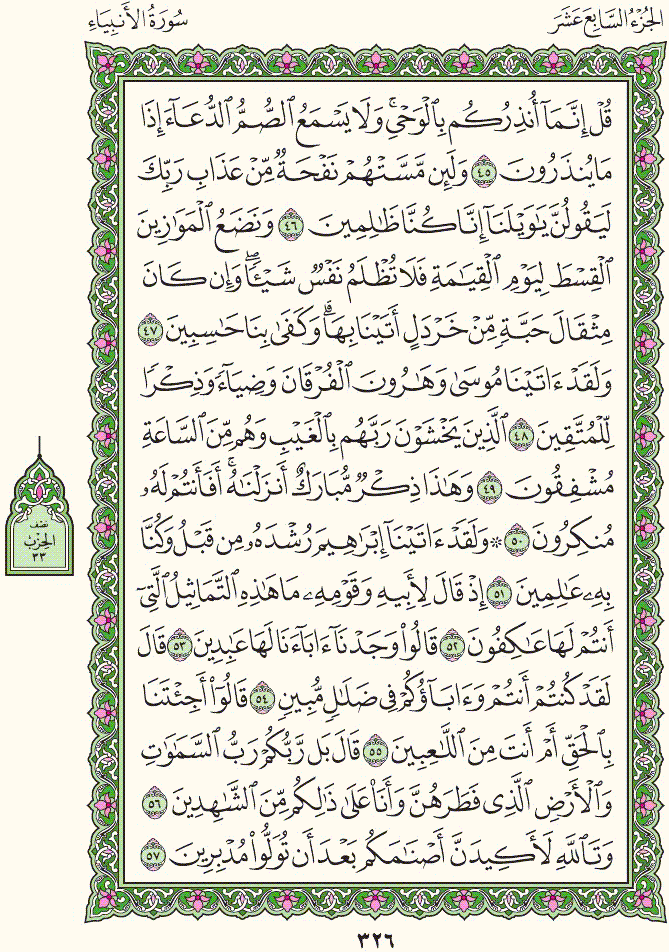 الجُزْءُ السَّابِعَ عَشَرَ
سُورَةُ الأَنبِيَاءِ
قُلْ إِنَّمَآ أُنذِرُكُم بِٱلْوَحْىِ ۚ وَلَا يَسْمَعُ ٱلصُّمُّ ٱلدُّعَآءَ إِذَا
مَا يُنذَرُونَ ٤٥ وَلَئِن مَّسَّتْهُمْ نَفْحَةٌ مِّنْ عَذَابِ رَبِّكَ
لَيَقُولُنَّ يَٰوَيْلَنَآ إِنَّا كُنَّا ظَٰلِمِينَ ٤٦ وَنَضَعُ ٱلْمَوَٰزِينَ
ٱلْقِسْطَ لِيَوْمِ ٱلْقِيَٰمَةِ فَلَا تُظْلَمُ نَفْسٌ شَيْـًٔا ۖ وَإِن كَانَ
مِثْقَالَ حَبَّةٍ مِّنْ خَرْدَلٍ أَتَيْنَا بِهَا ۗ وَكَفَىٰ بِنَا حَٰسِبِينَ ٤٧
وَلَقَدْ ءَاتَيْنَا مُوسَىٰ وَهَٰرُونَ ٱلْفُرْقَانَ وَضِيَآءً وَذِكْرًا
لِّلْمُتَّقِينَ ٤٨ ٱلَّذِينَ يَخْشَوْنَ رَبَّهُم بِٱلْغَيْبِ وَهُم مِّنَ ٱلسَّاعَةِ
مُشْفِقُونَ ٤٩ وَهَٰذَا ذِكْرٌ مُّبَارَكٌ أَنزَلْنَٰهُ ۚ أَفَأَنتُمْ لَهُۥ
مُنكِرُونَ ٥٠ ۞ وَلَقَدْ ءَاتَيْنَآ إِبْرَٰهِيمَ رُشْدَهُۥ مِن قَبْلُ وَكُنَّا
بِهِۦ عَٰلِمِينَ ٥١ إِذْ قَالَ لِأَبِيهِ وَقَوْمِهِۦ مَا هَٰذِهِ ٱلتَّمَاثِيلُ ٱلَّتِىٓ
أَنتُمْ لَهَا عَٰكِفُونَ ٥٢ قَالُوا۟ وَجَدْنَآ ءَابَآءَنَا لَهَا عَٰبِدِينَ ٥٣ قَالَ
لَقَدْ كُنتُمْ أَنتُمْ وَءَابَآؤُكُمْ فِى ضَلَٰلٍ مُّبِينٍ ٥٤ قَالُوٓا۟ أَجِئْتَنَا
بِٱلْحَقِّ أَمْ أَنتَ مِنَ ٱللَّٰعِبِينَ ٥٥ قَالَ بَل رَّبُّكُمْ رَبُّ ٱلسَّمَٰوَٰتِ
وَٱلْأَرْضِ ٱلَّذِى فَطَرَهُنَّ وَأَنَا۠ عَلَىٰ ذَٰلِكُم مِّنَ ٱلشَّٰهِدِينَ ٥٦
وَتَٱللَّهِ لَأَكِيدَنَّ أَصْنَٰمَكُم بَعْدَ أَن تُوَلُّوا۟ مُدْبِرِينَ ٥٧
نصف
الحزب
٣٣
٣٢٦